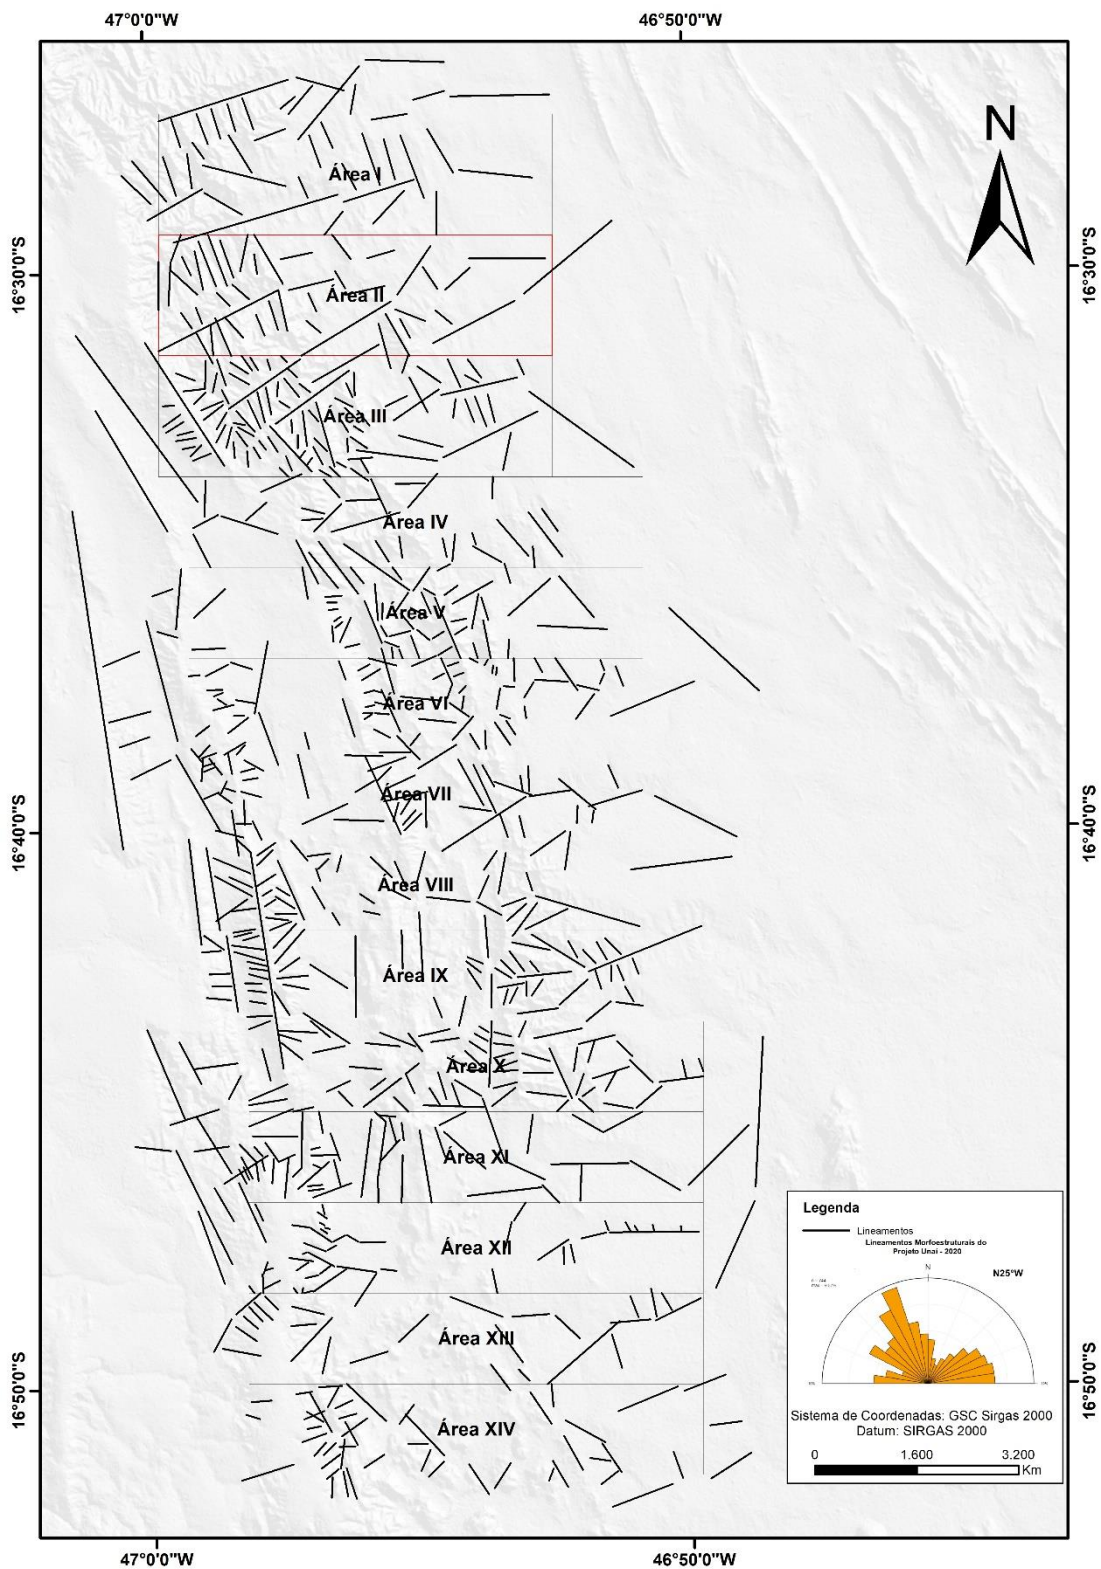 47°0'0"W
46°50'0"W
N
Área I
16°30'0"S
16°30'0"S
Área II
Área III
Área IV
Área V
Área VI
Área VII
16°40'0"S
16°40'0"S
Área VIII
Área IX
Área X
Área XI
Área XII
Área XIII
16°50'0"S
16°50'0"S
Área XIV
Legenda
Lineamentos
Lineamentos Morfoestruturais do
Projeto Unaí - 2020
N
N25°W
Sistema de Coordenadas: GSC Sirgas 2000
Datum: SIRGAS 2000
0 1.600 3.200
Km
47°0'0"W
46°50'0"W